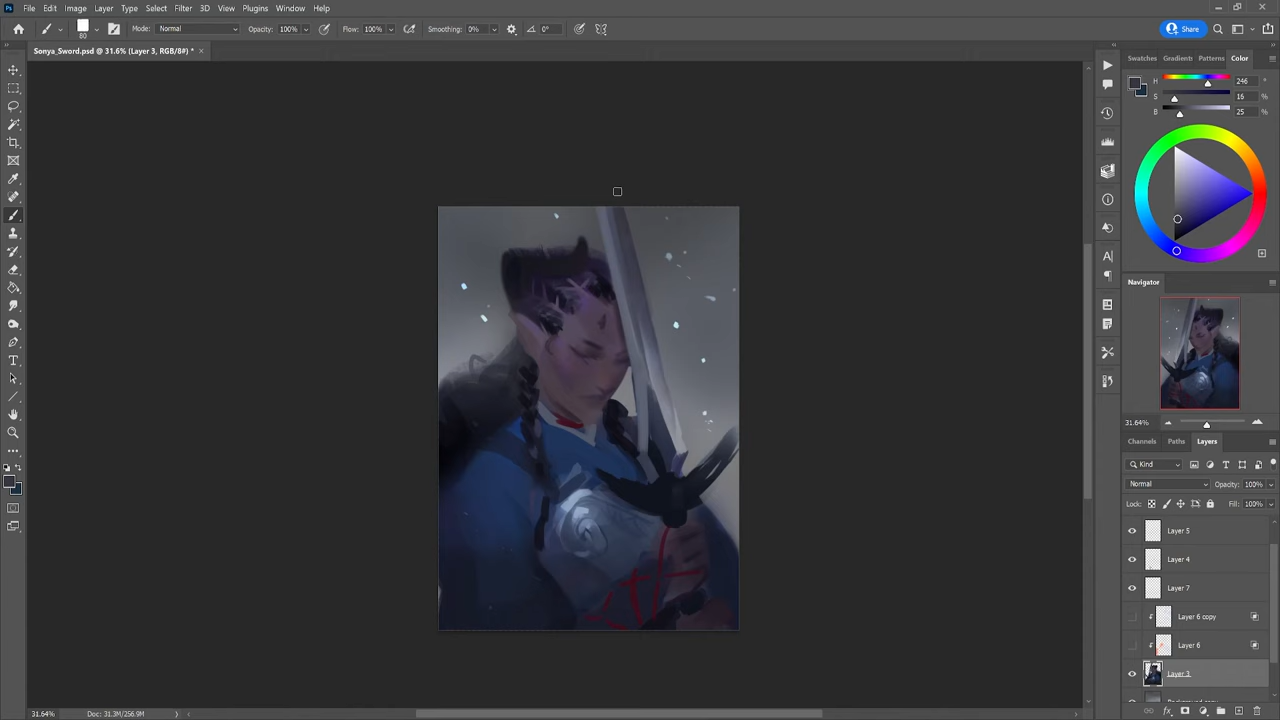 File Edit Image Layer Type Select Filter 3D View Plugins Window Help
80 Mode: Normal Opacity: 100% Flow: 100% Smoothing: 0% 0° Share
Sonya_Sword.psd @ 31.6% (Layer 3, RGB/8#) * ×
Swatches Gradients Patterns Color
H 246 °
S 16 %
B 25 %
Navigator
31.64%
Channels Paths Layers
Kind
Normal Opacity: 100%
Lock: Fill: 100%
Layer 5
Layer 4
Layer 7
Layer 6 copy
Layer 6
Layer 3
Background copy
31.64% Doc: 31.3M/256.9M